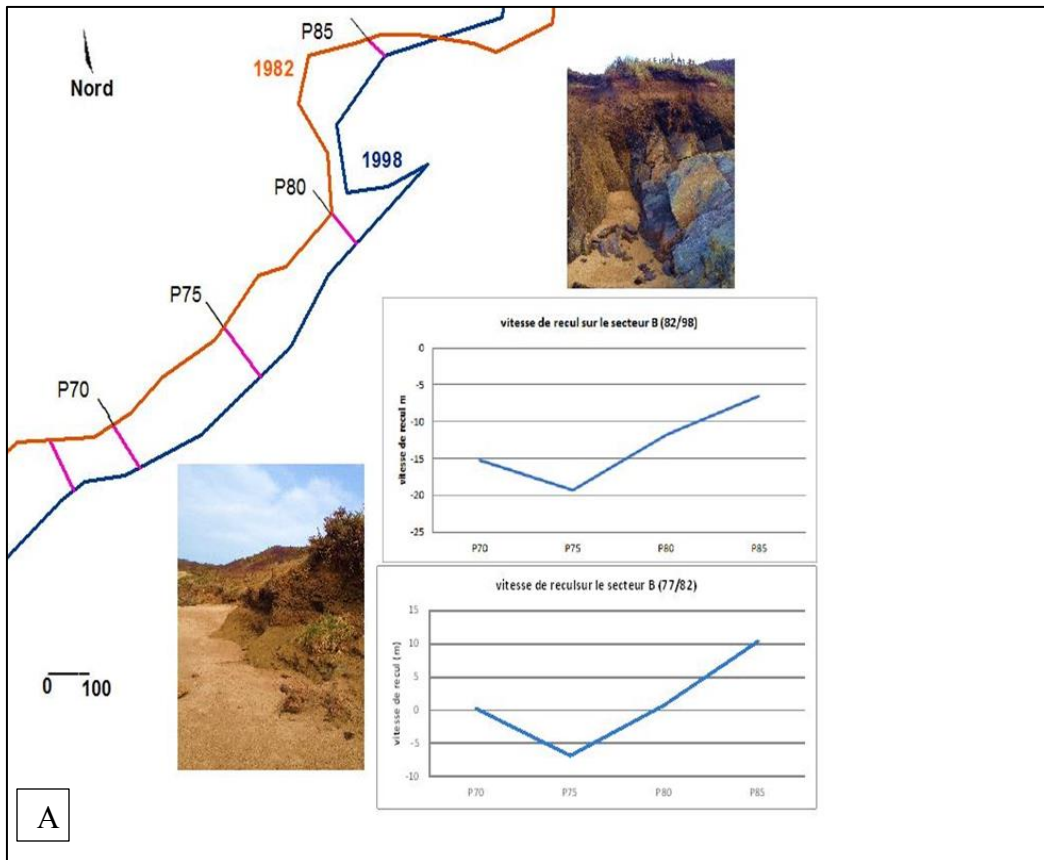 P85
1982
Nord
1998
P80
P75
P70
0 100
vitesse de recul sur le secteur B (82/98)
vitesse de recul m
0
-5
-10
-15
-20
-25
P70 P75 P80 P85
vitesse de reculsur le secteur B (77/82)
vitesse de recul (m)
15
10
5
0
-5
-10
P70 P75 P80 P85
A